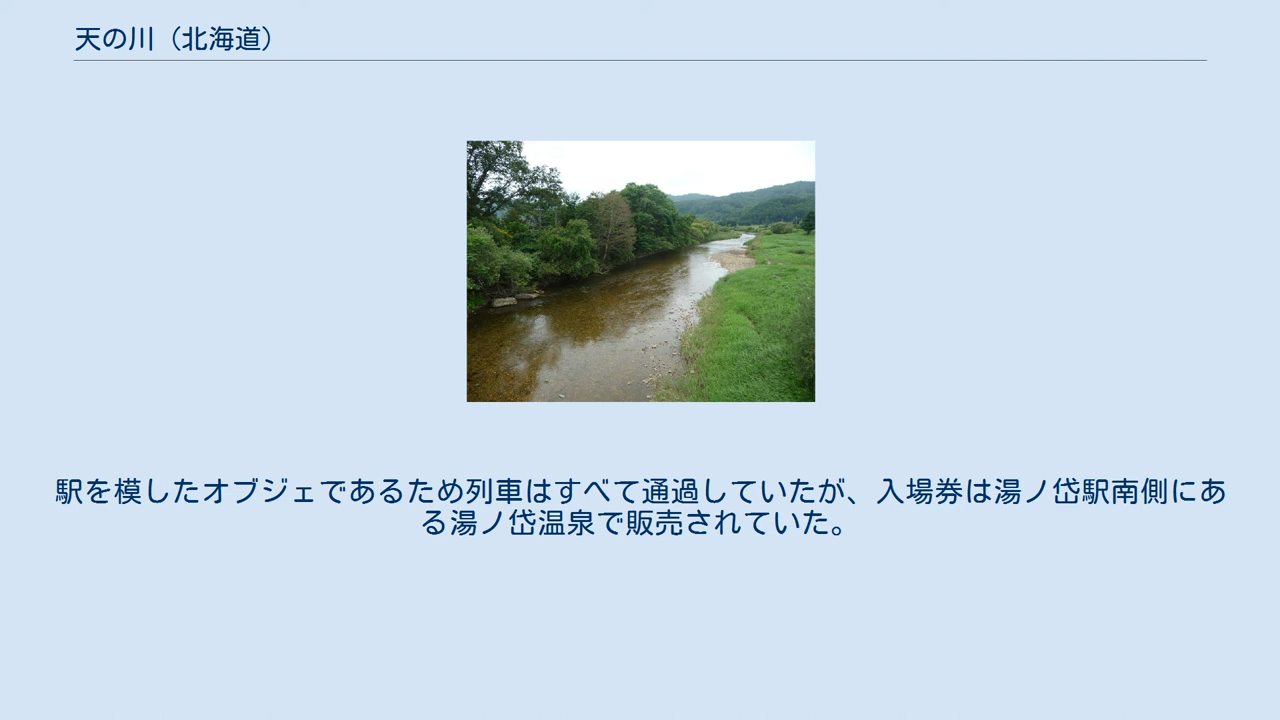 天の川（北海道）
駅を模したオブジェであるため列車はすべて通過していたが、入場券は湯ノ岱駅南側にあ
る湯ノ岱温泉で販売されていた。